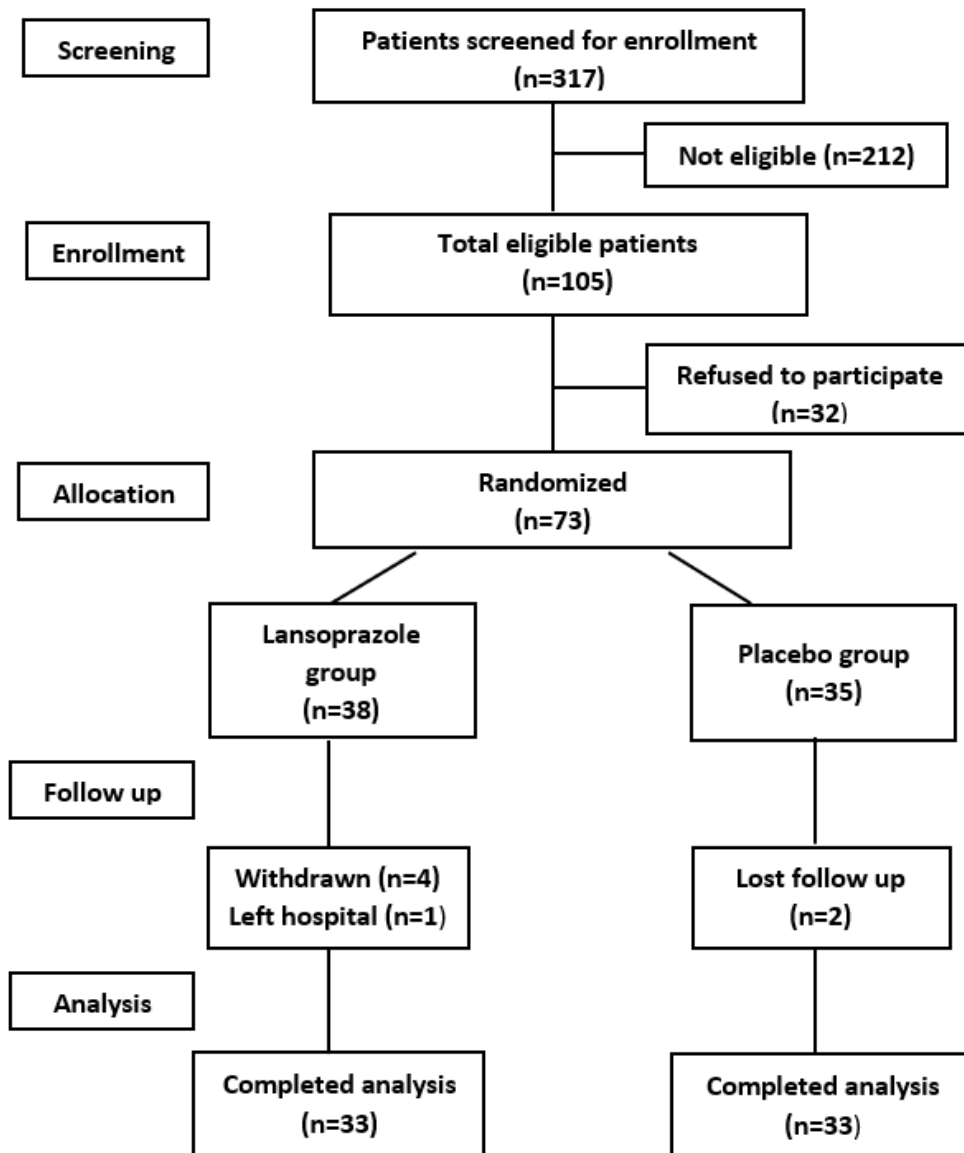 Screening
Patients screened for enrollment
(n=317)
Not eligible (n=212)
Enrollment
Total eligible patients
(n=105)
Refused to participate
(n=32)
Allocation
Randomized
(n=73)
Lansoprazole
group
(n=38)
Placebo group
(n=35)
Follow up
Withdrawn (n=4)
Left hospital (n=1)
Lost follow up
(n=2)
Analysis
Completed analysis
(n=33)
Completed analysis
(n=33)